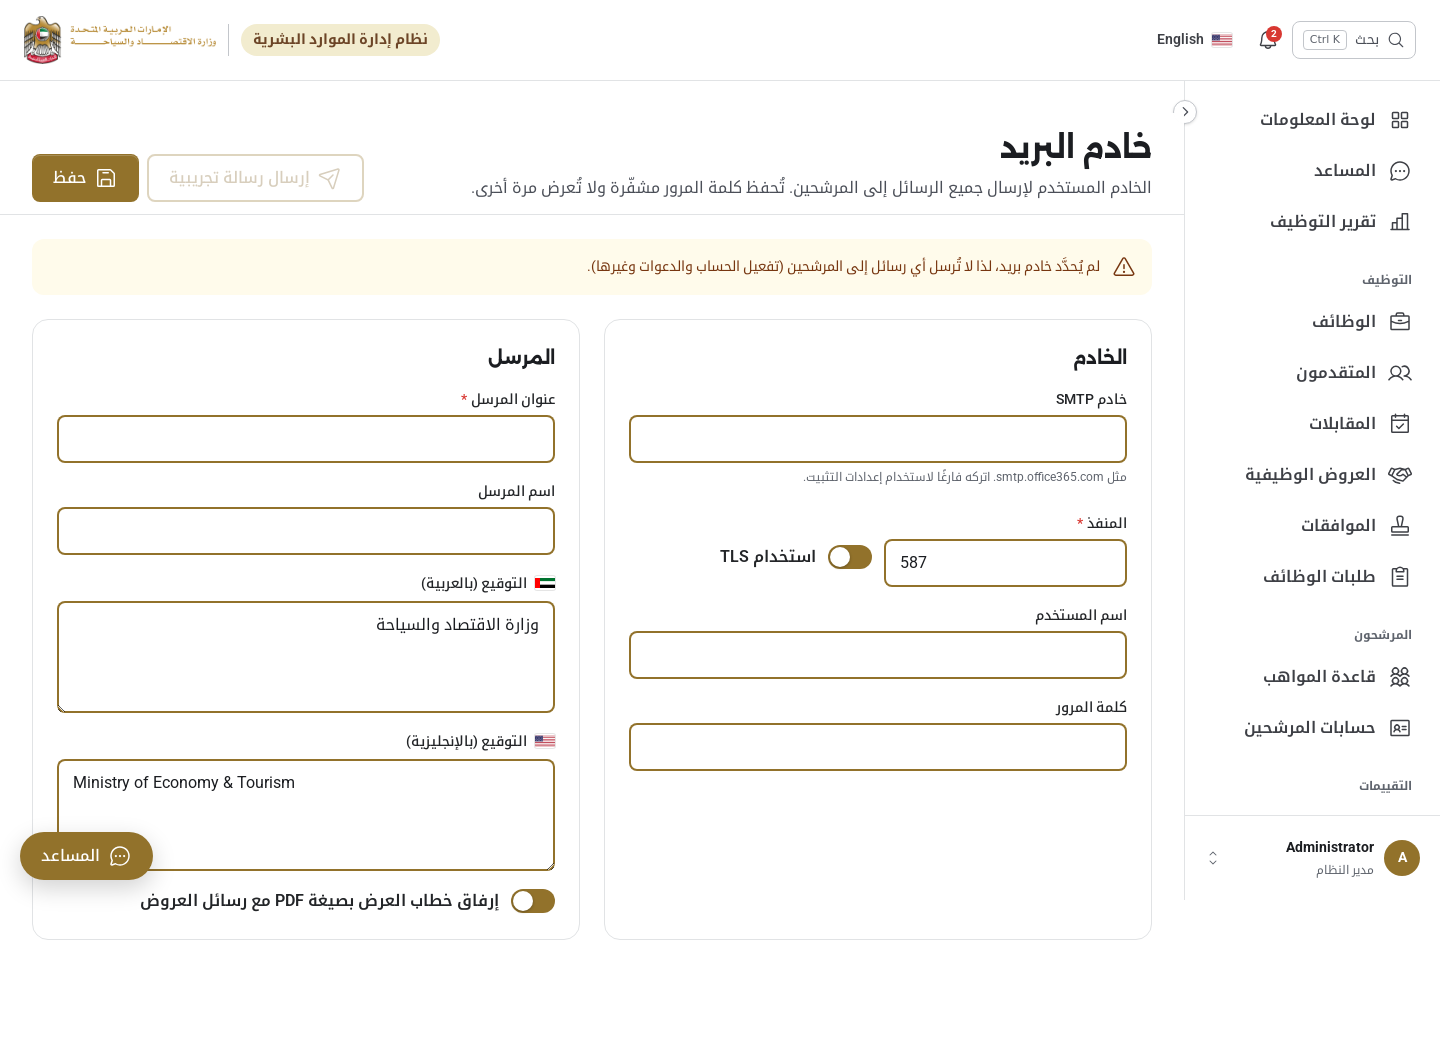 الإمارات العربية المتحدة
وزارة الاقتصاد والسياحة
نظام إدارة الموارد البشرية
English
2
بحث
Ctrl K
لوحة المعلومات
المساعد
تقرير التوظيف
التوظيف
الوظائف
المتقدمون
المقابلات
العروض الوظيفية
الموافقات
طلبات الوظائف
المرشحون
قاعدة المواهب
حسابات المرشحين
التقييمات
A
Administrator
مدير النظام
خادم البريد
الخادم المستخدم لإرسال جميع الرسائل إلى المرشحين. تُحفظ كلمة المرور مشفّرة ولا تُعرض مرة أخرى.
إرسال رسالة تجريبية
حفظ
لم يُحدَّد خادم بريد، لذا لا تُرسل أي رسائل إلى المرشحين (تفعيل الحساب والدعوات وغيرها).
الخادم
خادم SMTP
مثل smtp.office365.com. اتركه فارغًا لاستخدام إعدادات التثبيت.
المنفذ *
587
استخدام TLS
اسم المستخدم
كلمة المرور
المرسل
عنوان المرسل *
اسم المرسل
التوقيع (بالعربية)
وزارة الاقتصاد والسياحة
التوقيع (بالإنجليزية)
Ministry of Economy & Tourism
إرفاق خطاب العرض بصيغة PDF مع رسائل العروض
المساعد